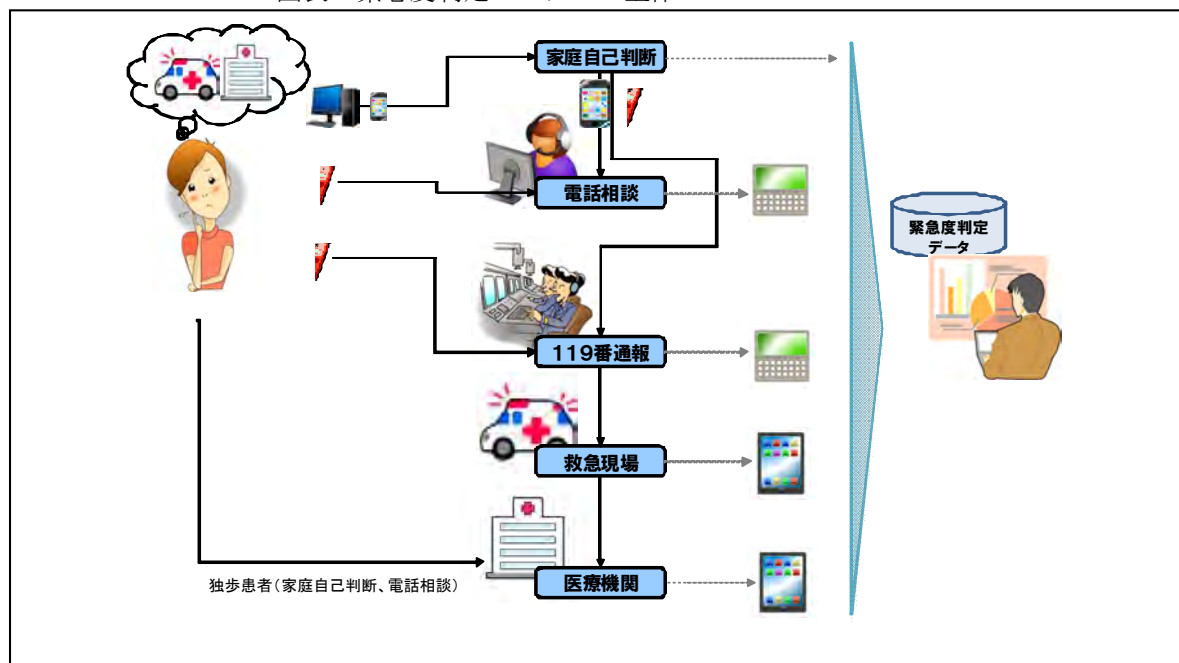 家庭自己判断
電話相談
緊急度判定
データ
119番通報
救急現場
医療機関
独歩患者(家庭自己判断、電話相談)